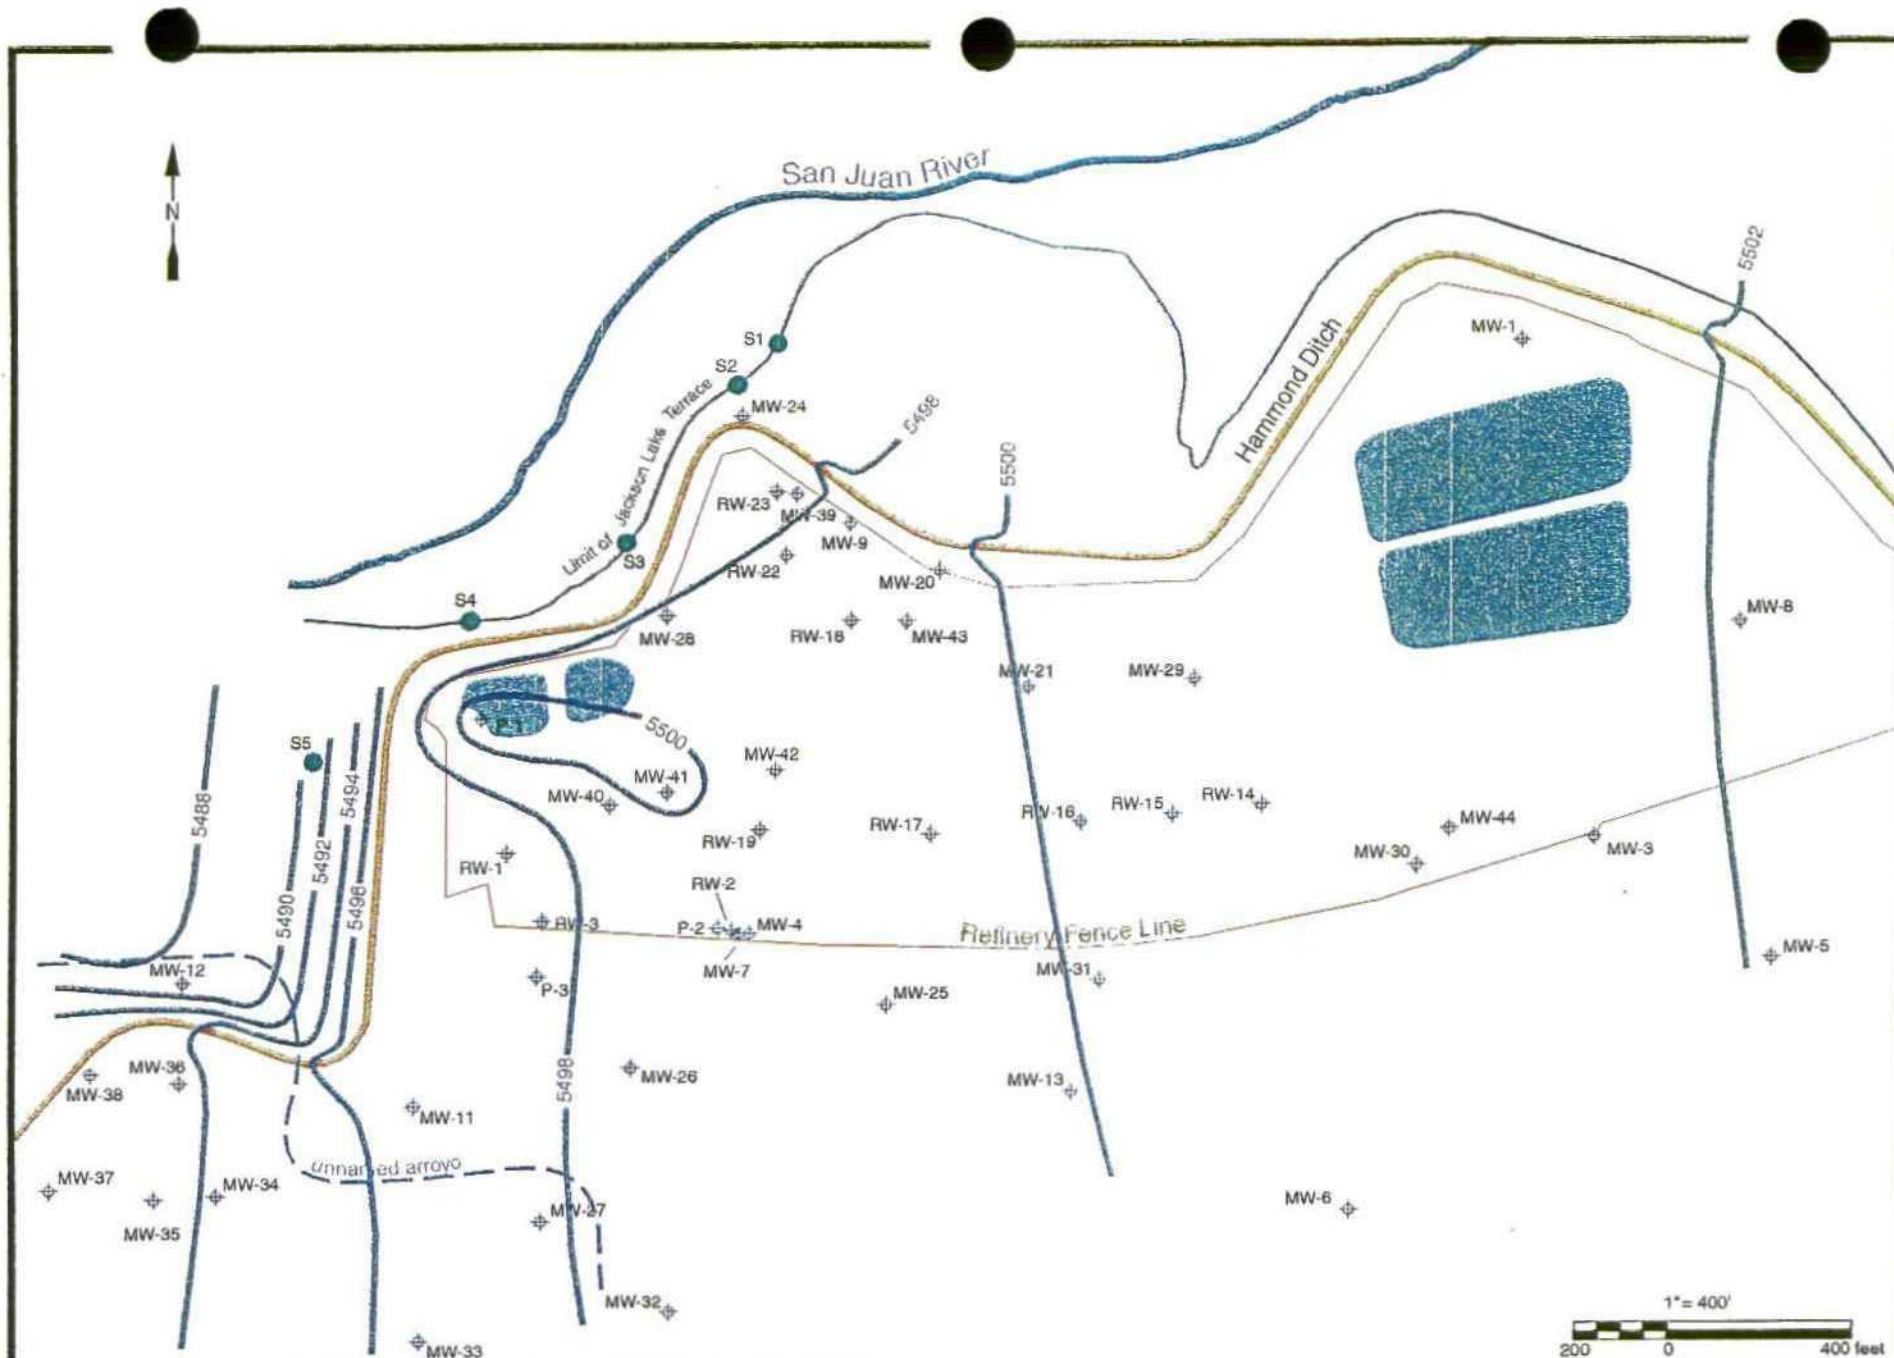 San Juan River
N
5502
S1
MW-1
Hammond Ditch
S2
MW-24
Limit of Jackson Lake Terrace
5498
5500
RW-23
MW-39
MW-9
S3
RW-22
MW-20
S4
MW-28
RW-18
MW-43
MW-8
MW-21
MW-29
P-1
5500
S5
MW-42
MW-41
MW-40
5488
5494
5492
RW-14
RW-15
RW-16
RW-17
RW-19
MW-44
MW-3
MW-30
RW-1
RW-2
5490
5496
RW-3
P-2
MW-4
Refinery Fence Line
MW-7
MW-12
MW-5
MW-31
P-3
MW-25
MW-36
MW-38
MW-26
5498
MW-13
MW-11
unnamed arroyo
MW-37
MW-34
MW-35
MW-27
MW-6
MW-32
MW-33
1"= 400'
200 0 400 feet